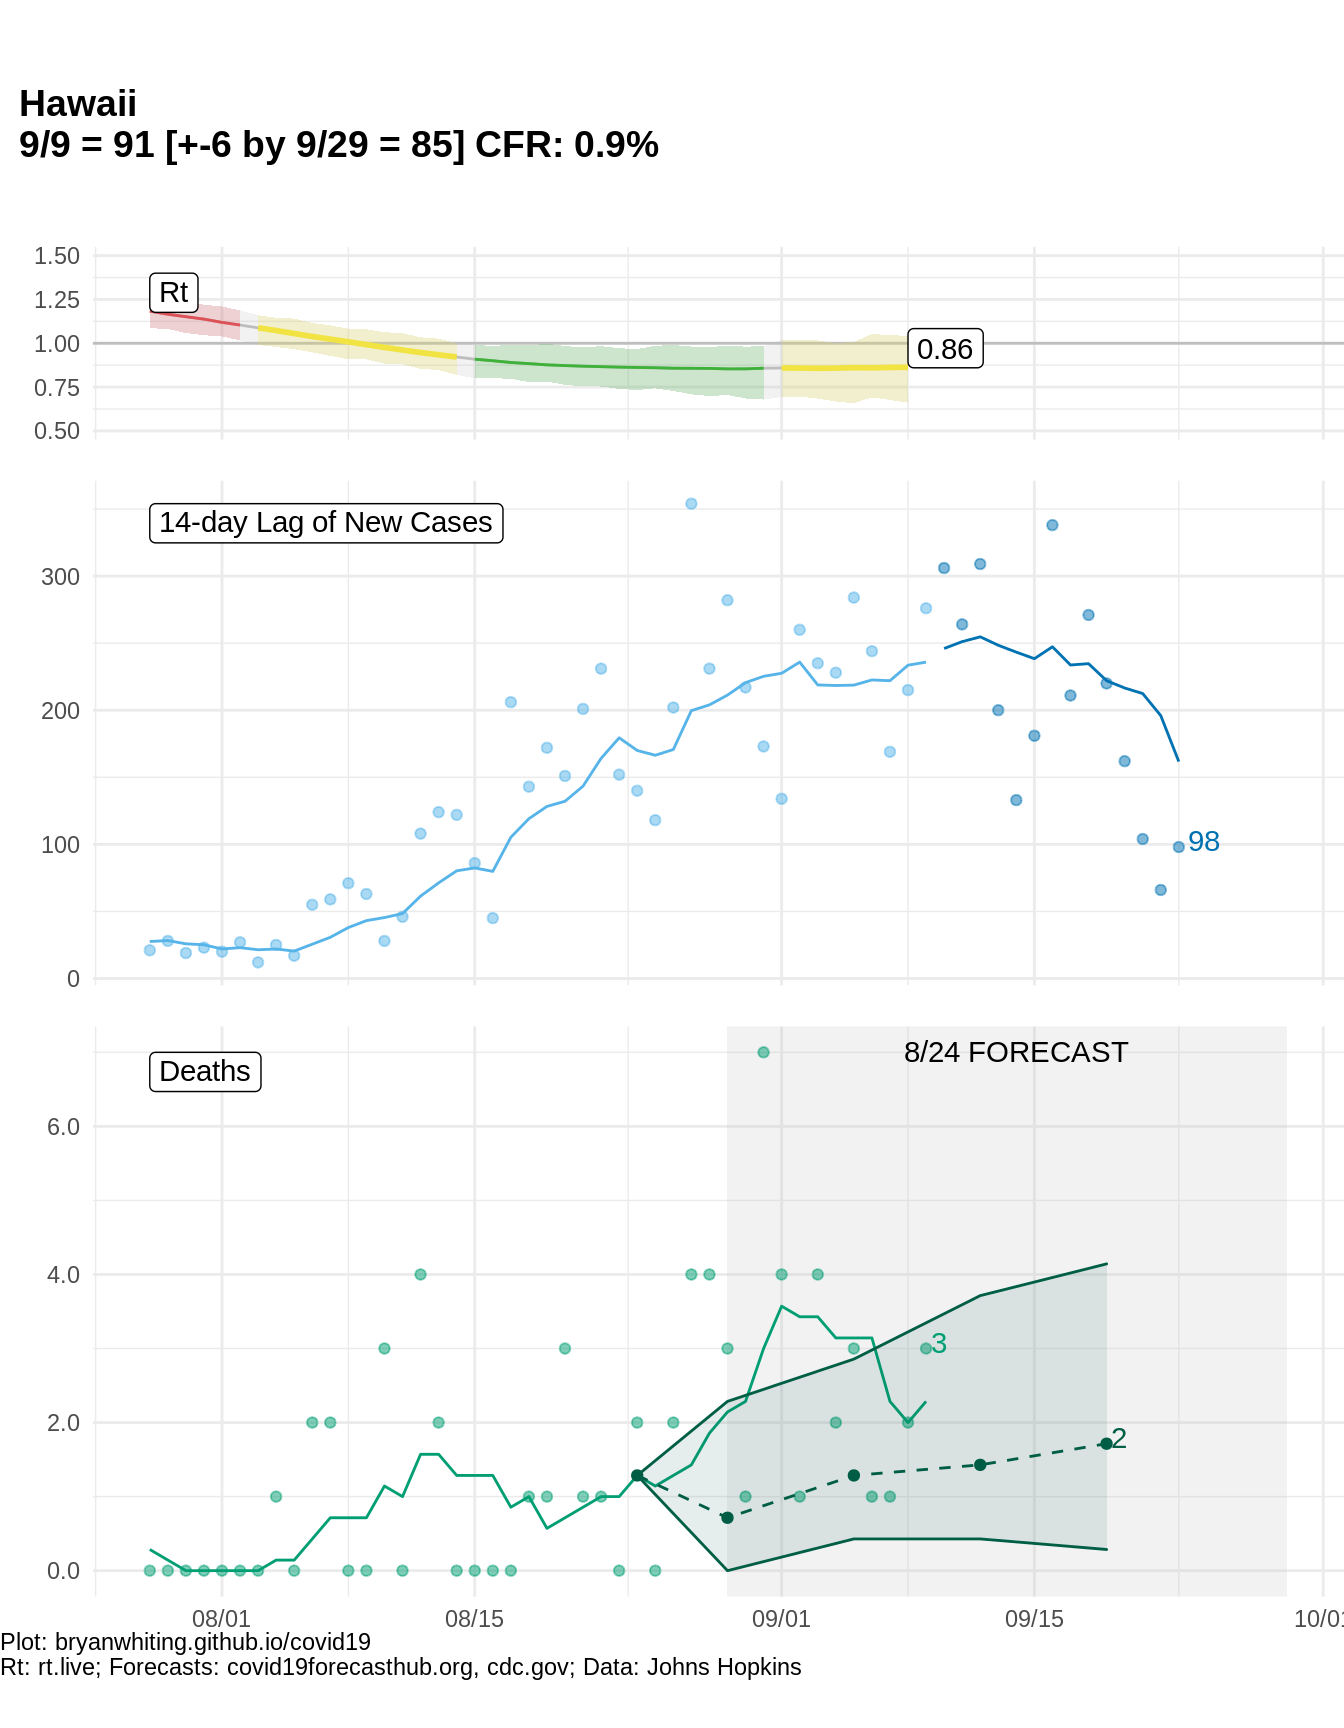 Hawaii
9/9 = 91 [+-6 by 9/29 = 85] CFR: 0.9%
1.50
1.25
1.00
0.75
0.50
Rt
0.86
14-day Lag of New Cases
300
200
100
0
98
Deaths
8/24 FORECAST
6.0
4.0
2.0
0.0
3
2
08/01 08/15 09/01 09/15 10/01
Plot: bryanwhiting.github.io/covid19
Rt: rt.live; Forecasts: covid19forecasthub.org, cdc.gov; Data: Johns Hopkins